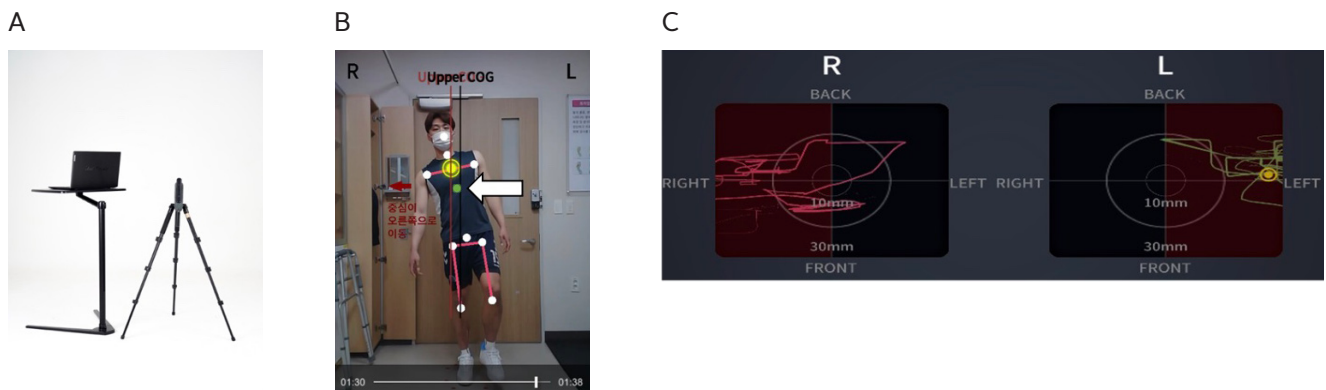 A
B
C
R
L
Upper COG
중심이
오른쪽으로
이동
01:30
01:38
R
BACK
RIGHT
LEFT
10mm
30mm
FRONT
L
BACK
RIGHT
LEFT
10mm
30mm
FRONT